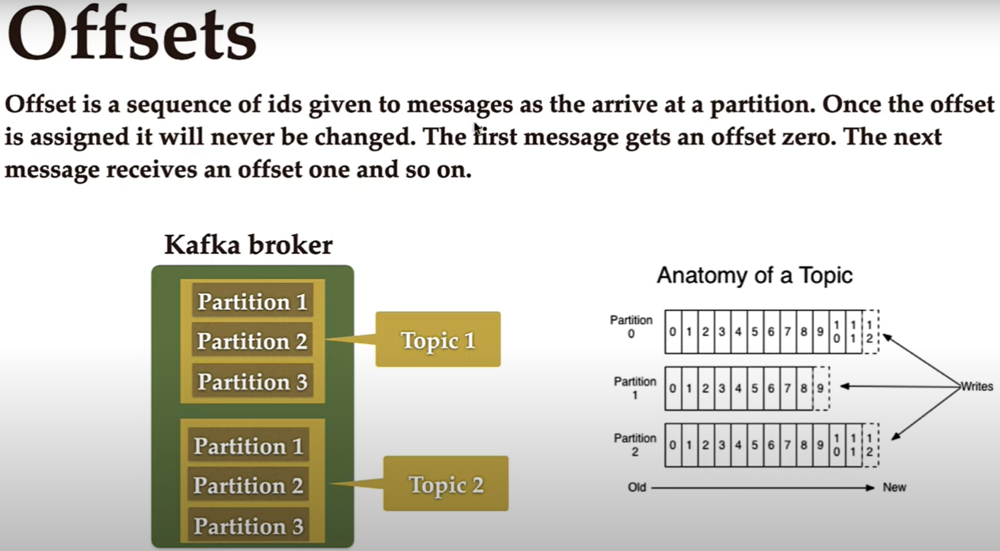 Offsets
Offset is a sequence of ids given to messages as the arrive at a partition. Once the offset
is assigned it will never be changed. The first message gets an offset zero. The next
message receives an offset one and so on.
Kafka broker
Partition 1
Partition 2
Partition 3
Topic 1
Partition 1
Partition 2
Partition 3
Topic 2
Anatomy of a Topic
Partition
0
0 1 2 3 4 5 6 7 8 9 10 11 12
Partition
1
0 1 2 3 4 5 6 7 8 9
Partition
2
0 1 2 3 4 5 6 7 8 9 10 11 12
Writes
Old
New